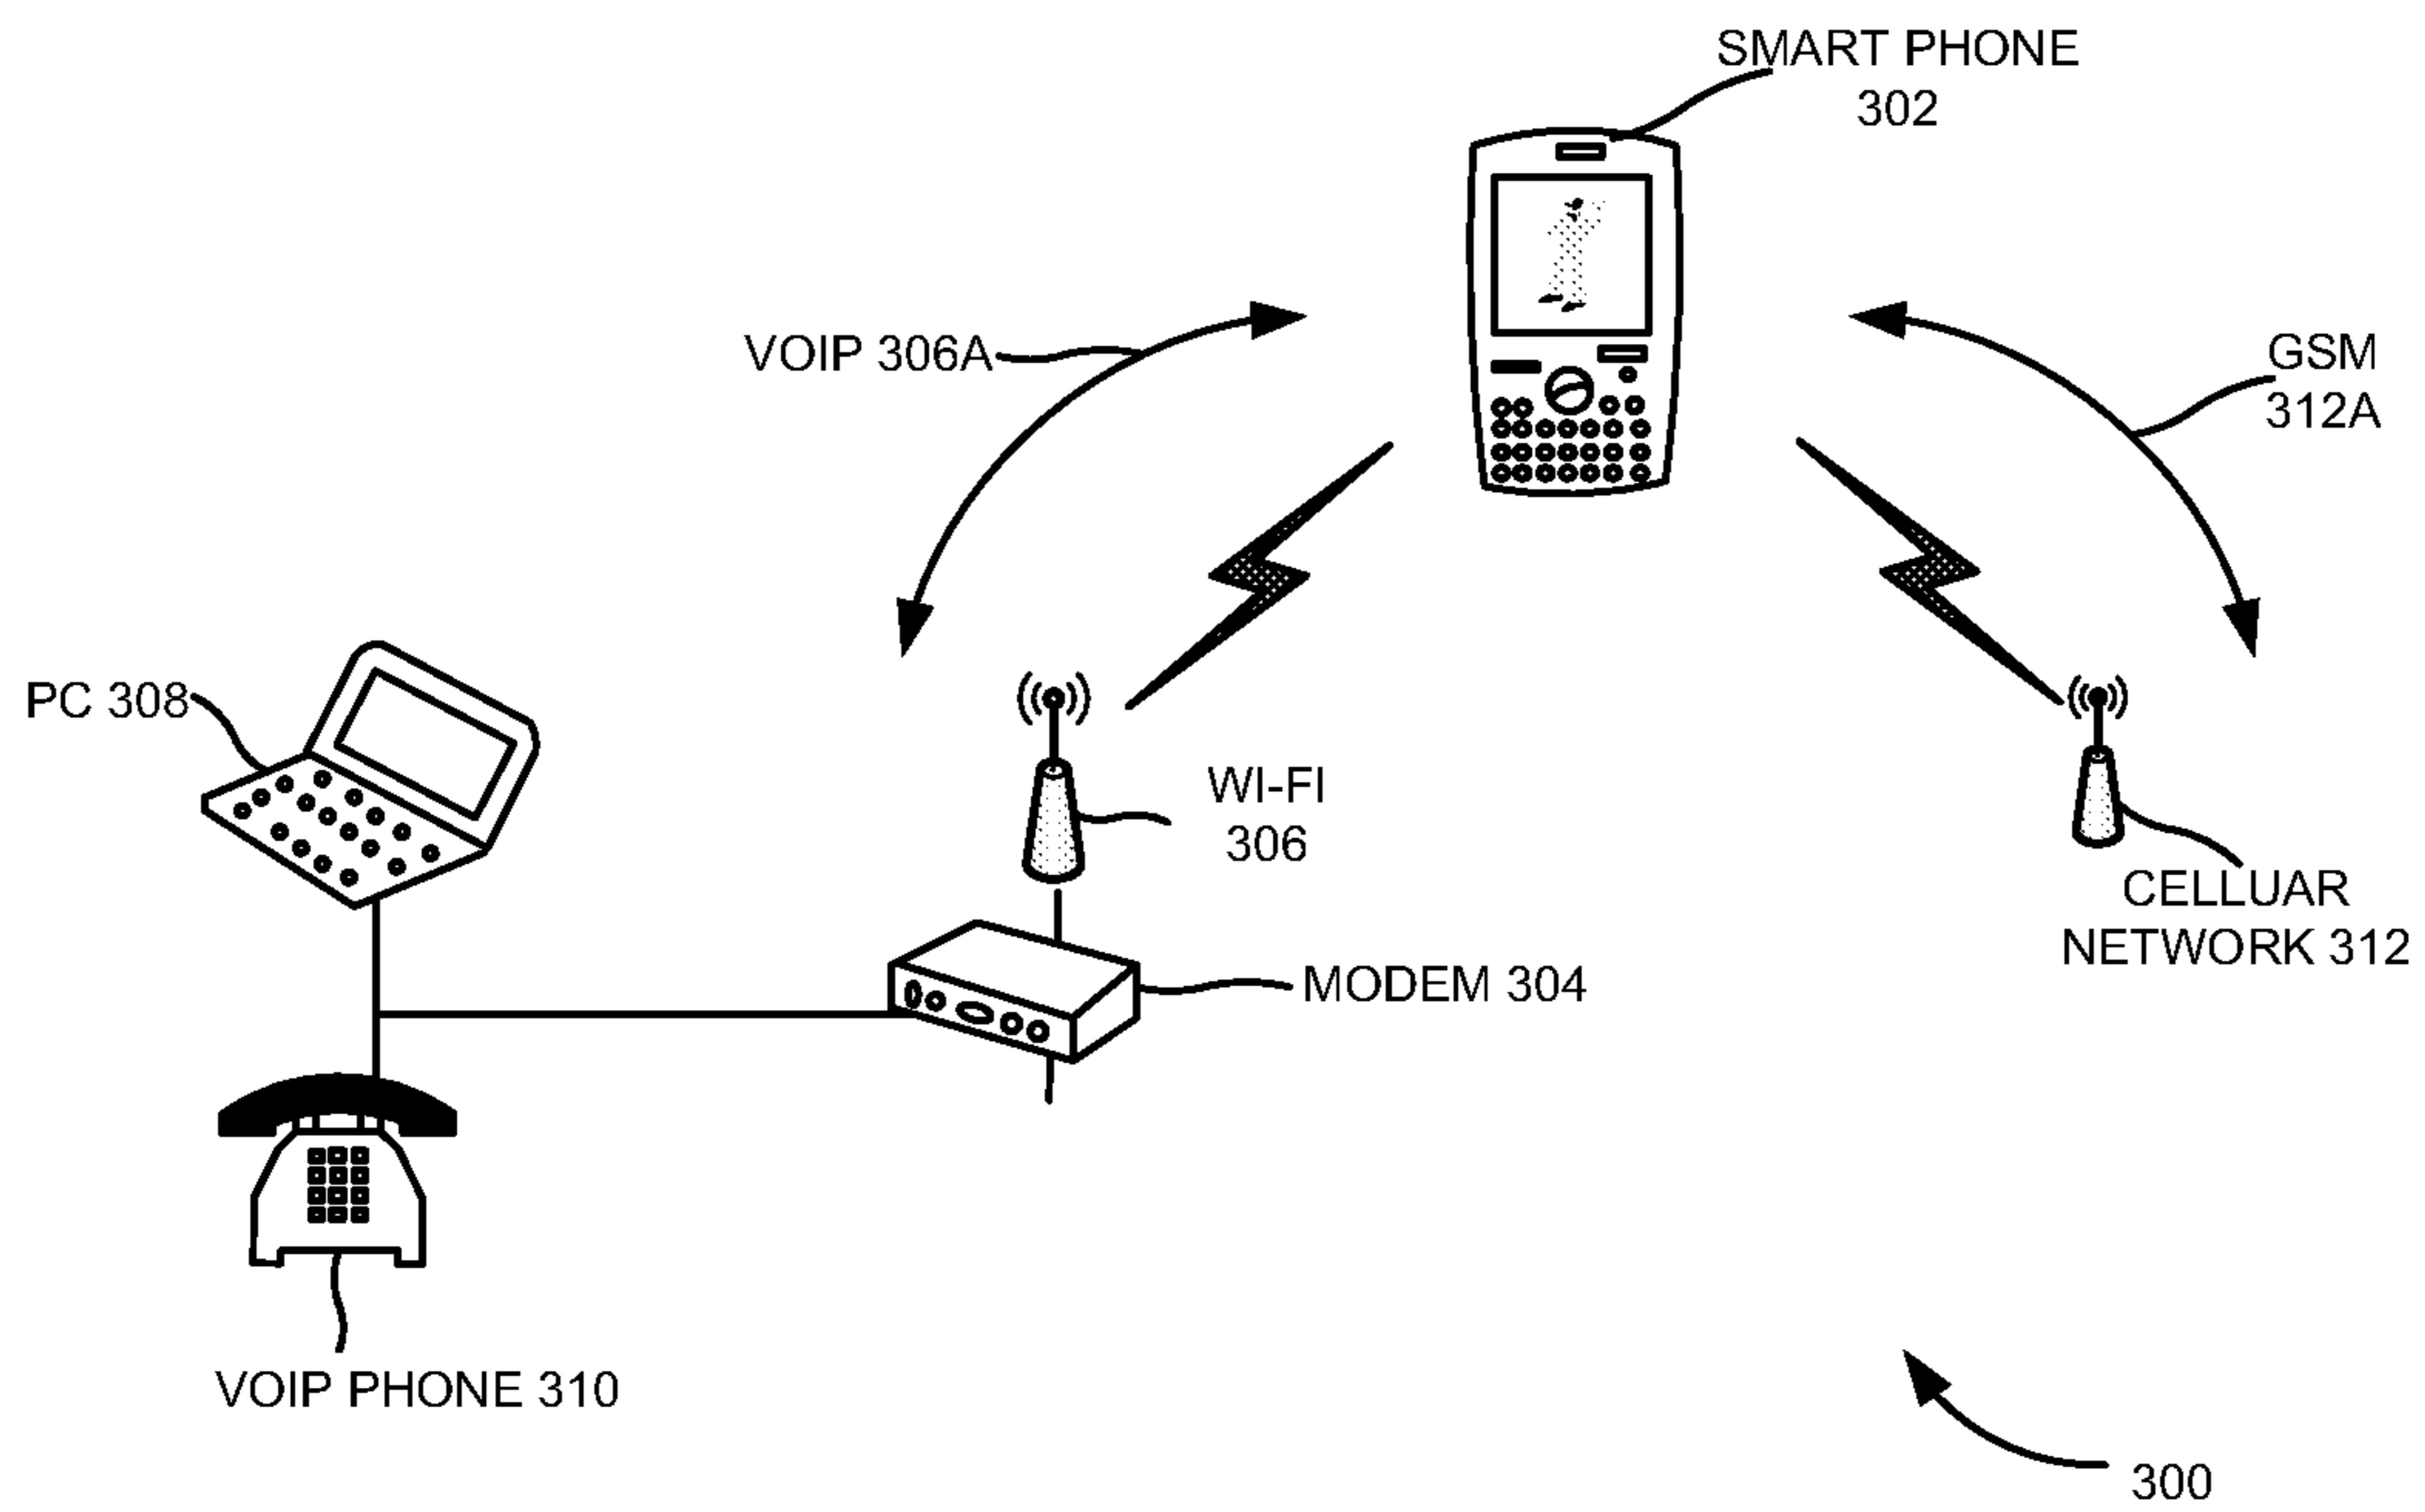 SMART PHONE
302
VOIP 306A
GSM
312A
PC 308
WI-FI
306
CELLUAR
NETWORK 312
MODEM 304
VOIP PHONE 310
300